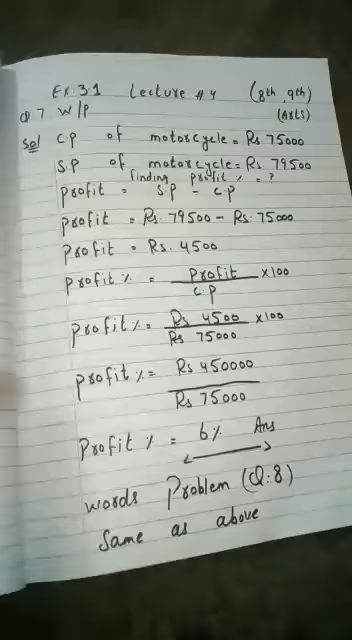 Ex: 3.1 Lecture # 4 (8th, 9th)
Q 7 W/P (Arts)
Sol C.P of motorcycle = Rs. 75000
S.P of motorcycle = Rs 79500
finding profit % = ?
profit = S.P - C.P
profit = Rs. 79500 - Rs. 75000
Profit = Rs. 4500
profit % = Profit / C.P ×100
profit % = Rs 4500 / Rs 75000 ×100
profit % = Rs 450000 / Rs 75000
Profit % = 6% Ans
words Problem (Q.8)
Same as above